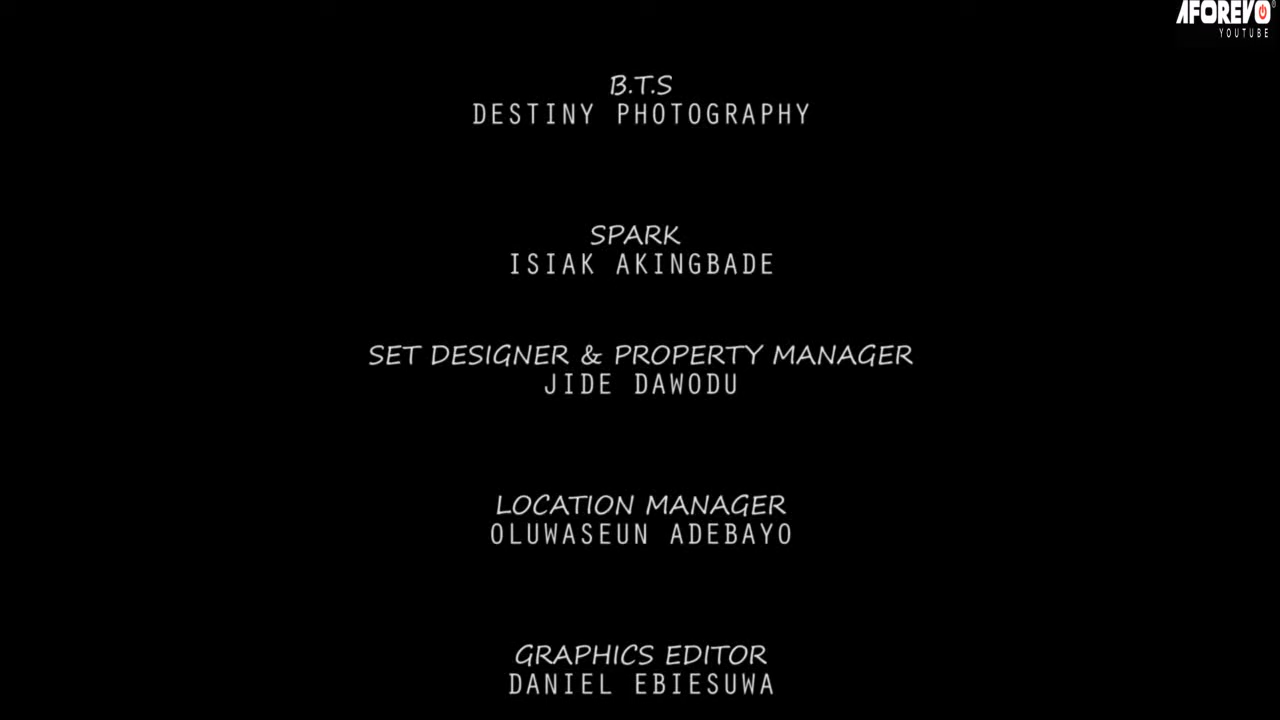 AFOREVO
YOUTUBE
B.T.S
DESTINY PHOTOGRAPHY
SPARK
ISIAK AKINGBADE
SET DESIGNER & PROPERTY MANAGER
JIDE DAWODU
LOCATION MANAGER
OLUWASEUN ADEBAYO
GRAPHICS EDITOR
DANIEL EBIESUWA